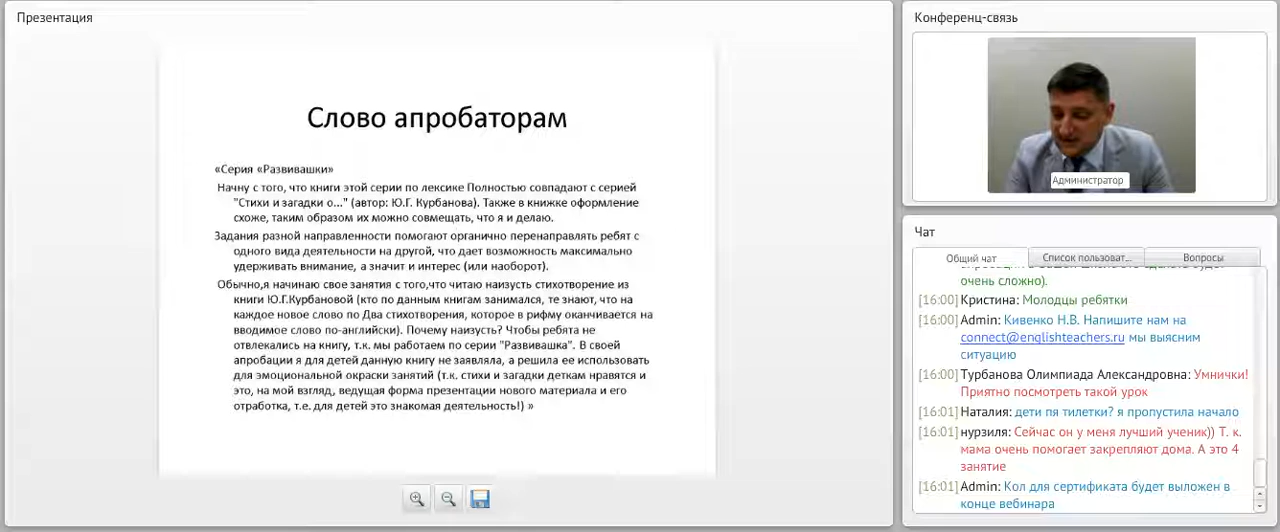 Презентация
Слово апробаторам
«Серия «Развивашки»
Начну с того, что книги этой серии по лексике Полностью совпадают с серией
"Стихи и загадки о..." (автор: Ю.Г. Курбанова). Также в книжке оформление
схоже, таким образом их можно совмещать, что я и делаю.
Задания разной направленности помогают органично перенаправлять ребят с
одного вида деятельности на другой, что дает возможность максимально
удерживать внимание, а значит и интерес (или наоборот).
Обычно,я начинаю свое занятия с того,что читаю наизусть стихотворение из
книги Ю.Г.Курбановой (кто по данным книгам занимался, те знают, что на
каждое новое слово по Два стихотворения, которое в рифму оканчивается на
вводимое слово по-английски). Почему наизусть? Чтобы ребята не
отвлекались на книгу, т.к. мы работаем по серии "Развивашка". В своей
апробации я для детей данную книгу не заявляла, а решила ее использовать
для эмоциональной окраски занятий (т.к. стихи и загадки деткам нравятся и
это, на мой взгляд, ведущая форма презентации нового материала и его
отработка, т.е. для детей это знакомая деятельность!) »
Конференц-связь
Администратор
Чат
Общий чат
Список пользоват...
Вопросы
очень сложно).
[16:00] Кристина: Молодцы ребятки
[16:00] Admin: Кивенко Н.В. Напишите нам на
connect@englishteachers.ru мы выясним
ситуацию
[16:00] Турбанова Олимпиада Александровна: Умнички!
Приятно посмотреть такой урок
[16:01] Наталия: дети пя тилетки? я пропустила начало
[16:01] нурзиля: Сейчас он у меня лучший ученик)) Т. к.
мама очень помогает закрепляют дома. А это 4
занятие
[16:01] Admin: Кол для сертификата будет выложен в
конце вебинара